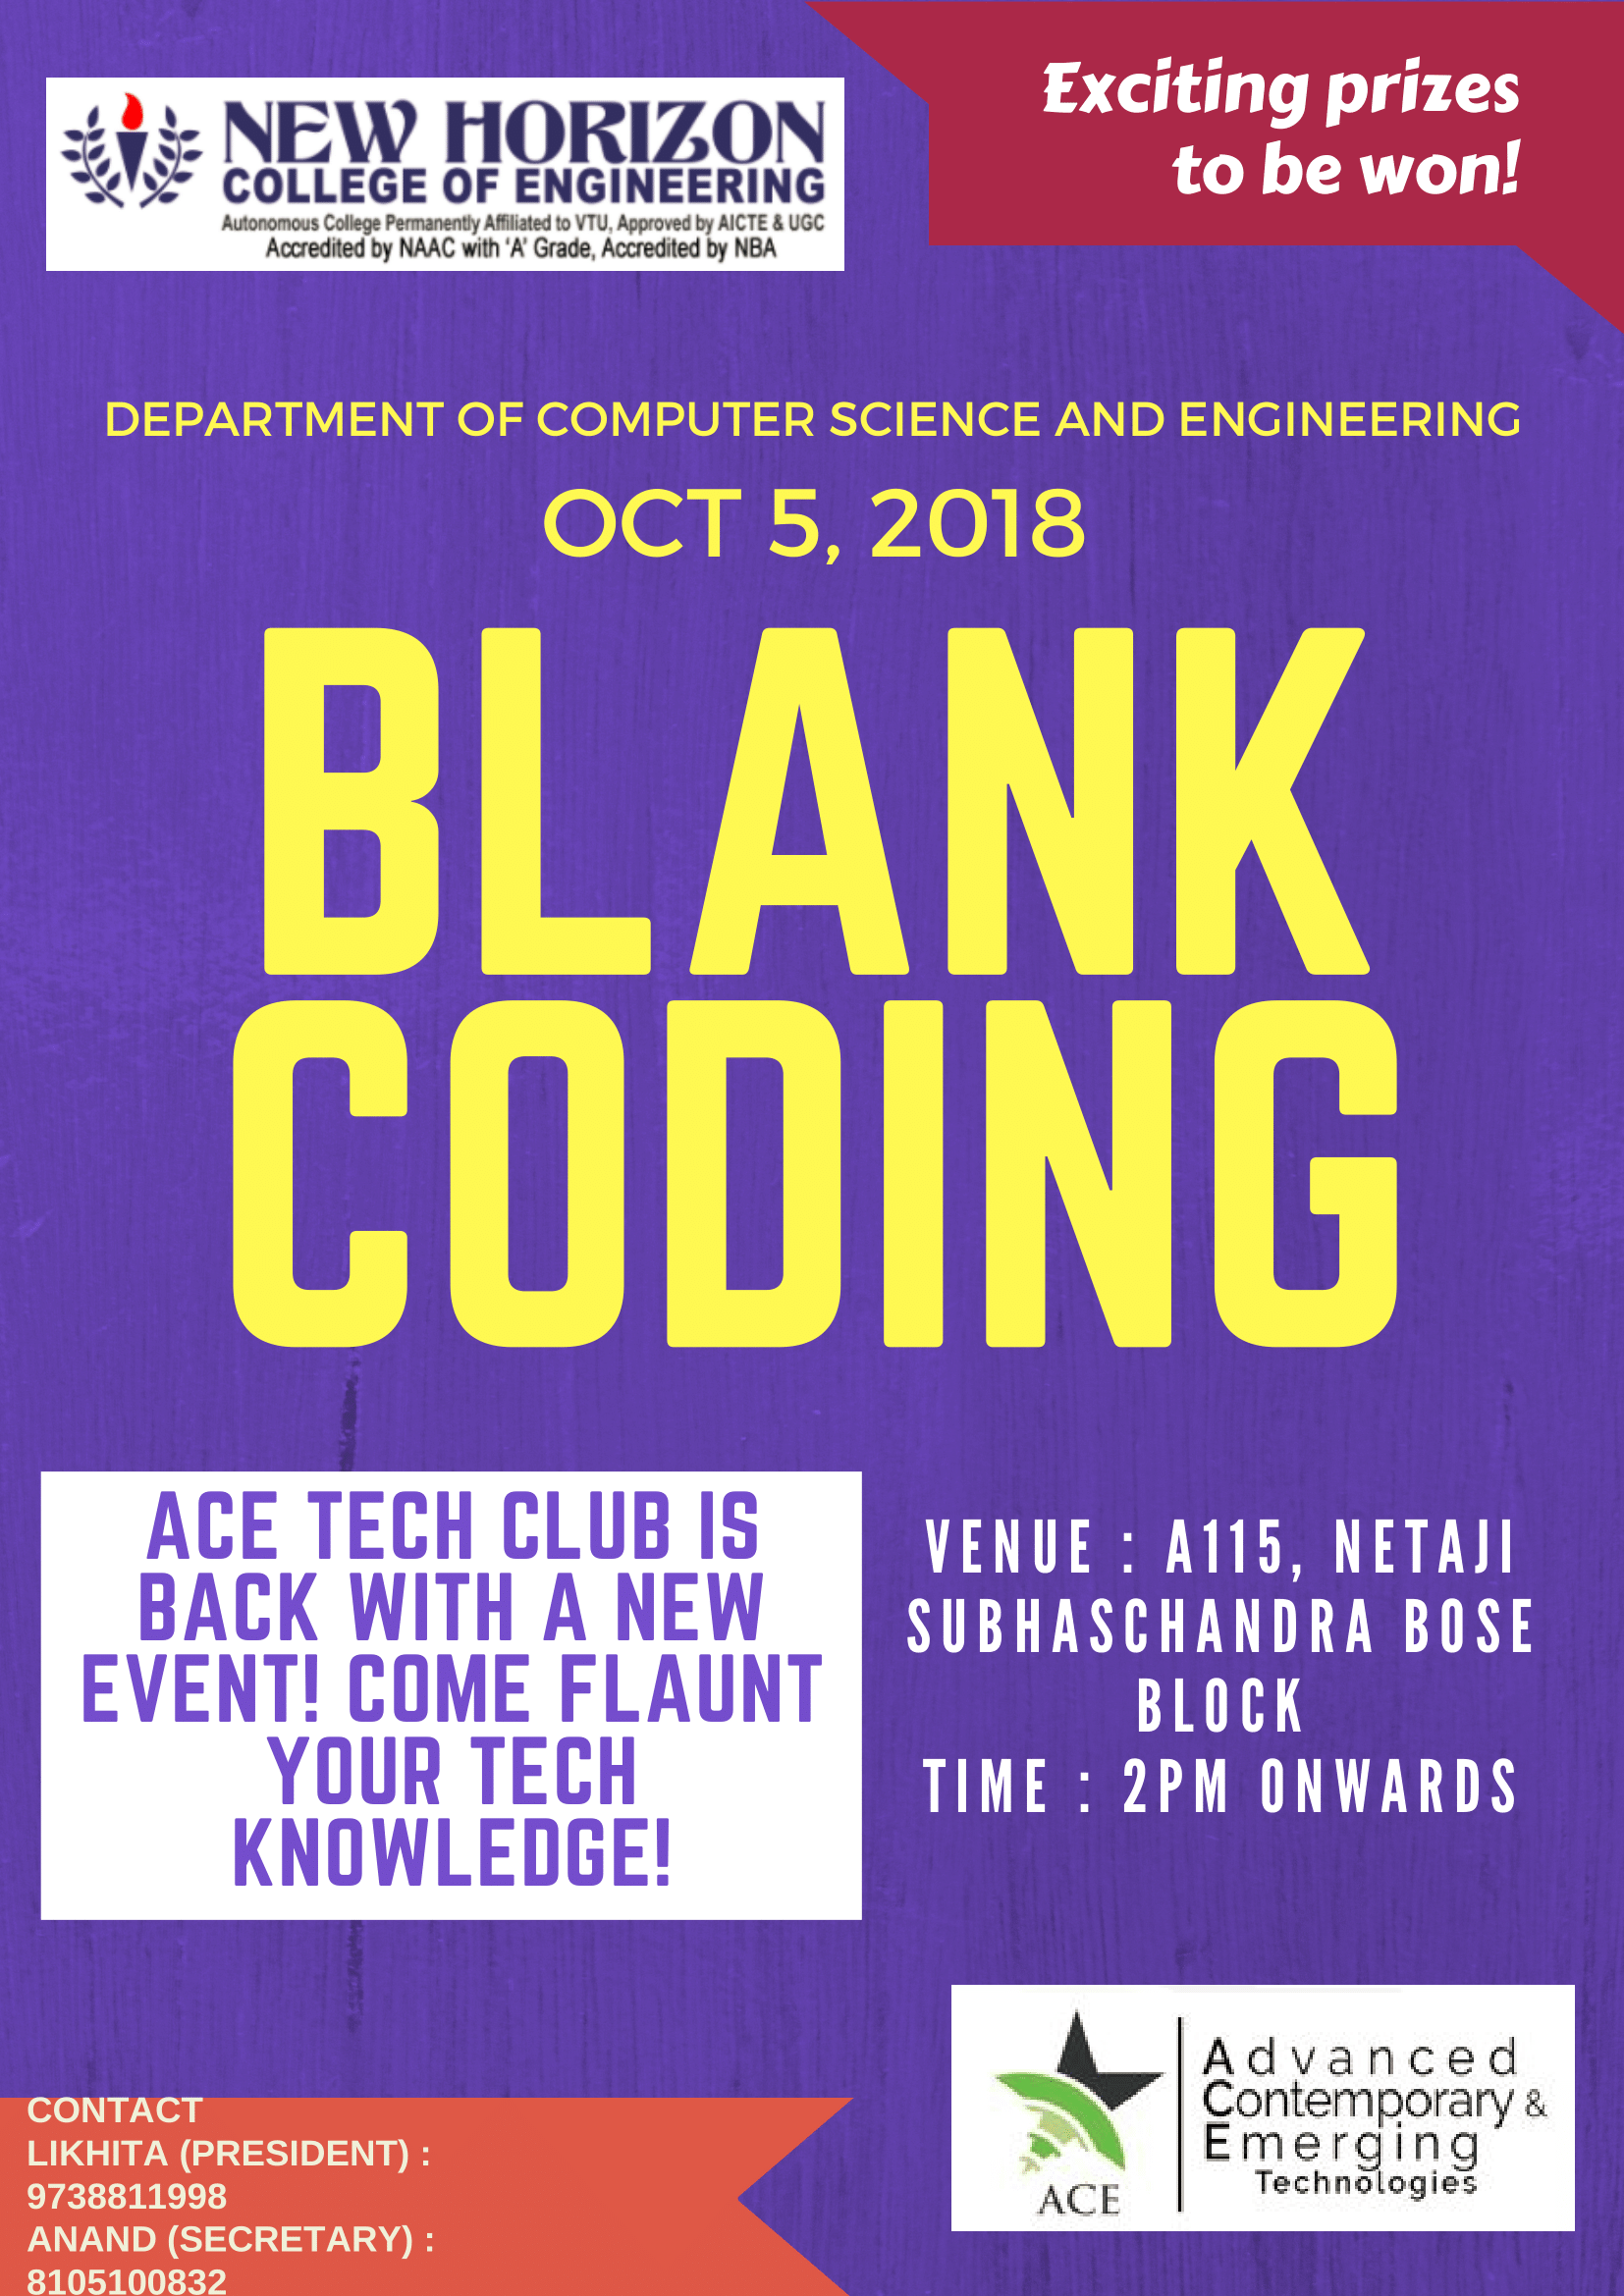 NEW HORIZON
COLLEGE OF ENGINEERING
Autonomous College Permanently Affiliated to VTU, Approved by AICTE & UGC
Accredited by NAAC with 'A' Grade, Accredited by NBA
Exciting prizes
to be won!
DEPARTMENT OF COMPUTER SCIENCE AND ENGINEERING
OCT 5, 2018
BLANK
CODING
ACE TECH CLUB IS
BACK WITH A NEW
EVENT! COME FLAUNT
YOUR TECH
KNOWLEDGE!
VENUE : A115, NETAJI
SUBHASCHANDRA BOSE
BLOCK
TIME : 2PM ONWARDS
CONTACT
LIKHITA (PRESIDENT) :
9738811998
ANAND (SECRETARY) :
8105100832
ACE
Advanced
Contemporary &
Emerging
Technologies